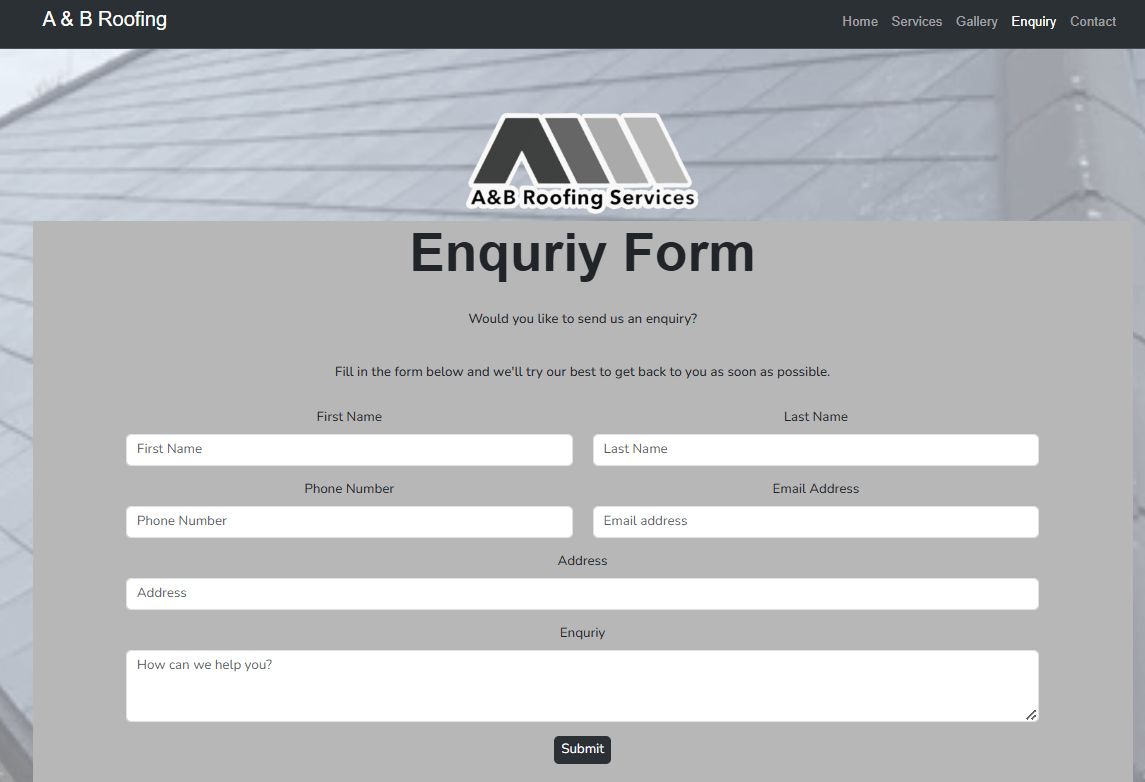 A & B Roofing
Home Services Gallery Enquiry Contact
A&B Roofing Services
Enquriy Form
Would you like to send us an enquiry?
Fill in the form below and we'll try our best to get back to you as soon as possible.
First Name Last Name
First Name Last Name
Phone Number Email Address
Phone Number Email address
Address
Address
Enquriy
How can we help you?
Submit